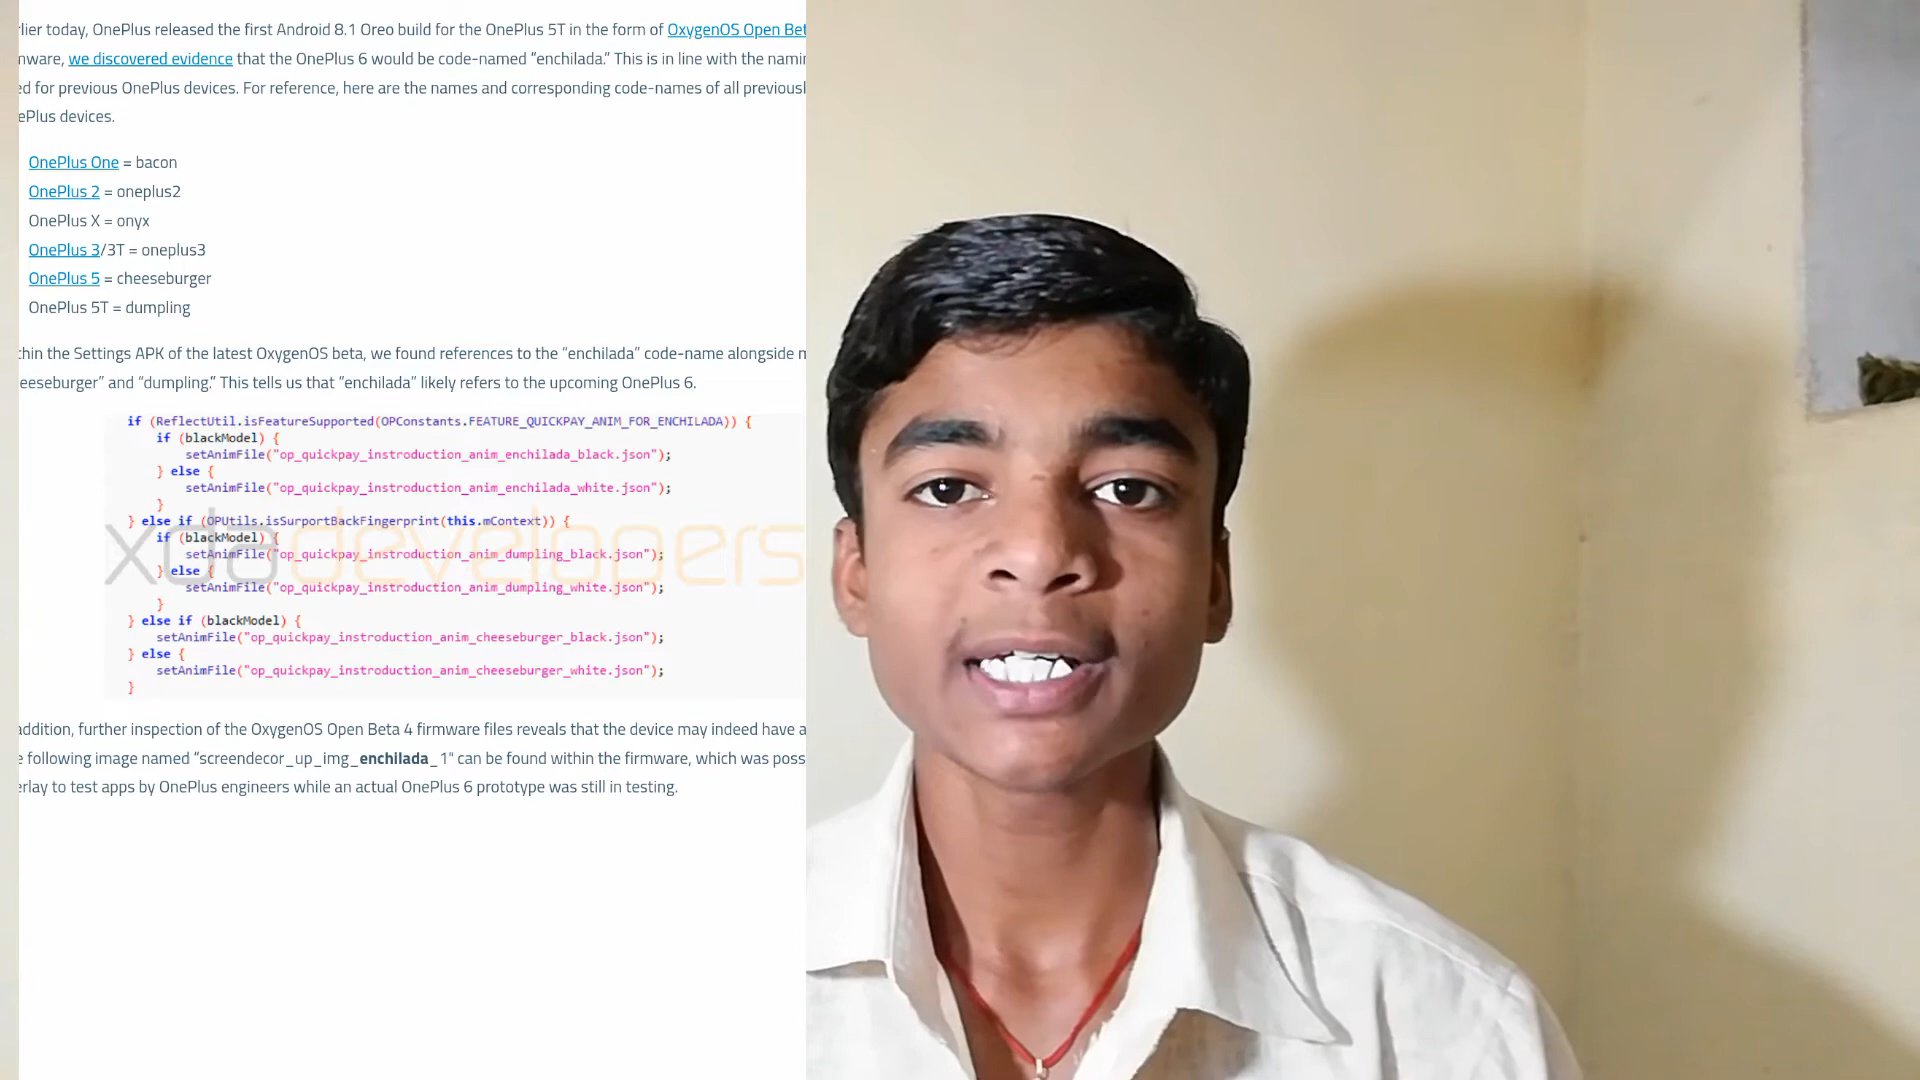 lier today, OnePlus released the first Android 8.1 Oreo build for the OnePlus 5T in the form of OxygenOS Open Bet
ware, we discovered evidence that the OnePlus 6 would be code-named “enchilada.” This is in line with the namin
ed for previous OnePlus devices. For reference, here are the names and corresponding code-names of all previousl
ePlus devices.
OnePlus One = bacon
OnePlus 2 = oneplus2
OnePlus X = onyx
OnePlus 3/3T = oneplus3
OnePlus 5 = cheeseburger
OnePlus 5T = dumpling
thin the Settings APK of the latest OxygenOS beta, we found references to the “enchilada” code-name alongside m
eeseburger” and “dumpling.” This tells us that “enchilada” likely refers to the upcoming OnePlus 6.
if (ReflectUtil.isFeatureSupported(OPConstants.FEATURE_QUICKPAY_ANIM_FOR_ENCHILADA)) {
if (blackModel) {
setAnimFile("op_quickpay_instroduction_anim_enchilada_black.json");
} else {
setAnimFile("op_quickpay_instroduction_anim_enchilada_white.json");
}
} else if (OPUtils.isSurportBackFingerprint(this.mContext)) {
if (blackModel) {
setAnimFile("op_quickpay_instroduction_anim_dumpling_black.json");
} else {
setAnimFile("op_quickpay_instroduction_anim_dumpling_white.json");
}
} else if (blackModel) {
setAnimFile("op_quickpay_instroduction_anim_cheeseburger_black.json");
} else {
setAnimFile("op_quickpay_instroduction_anim_cheeseburger_white.json");
}
xdadevelopers
addition, further inspection of the OxygenOS Open Beta 4 firmware files reveals that the device may indeed have a
e following image named “screendecor_up_img_enchilada_1" can be found within the firmware, which was poss
erlay to test apps by OnePlus engineers while an actual OnePlus 6 prototype was still in testing.